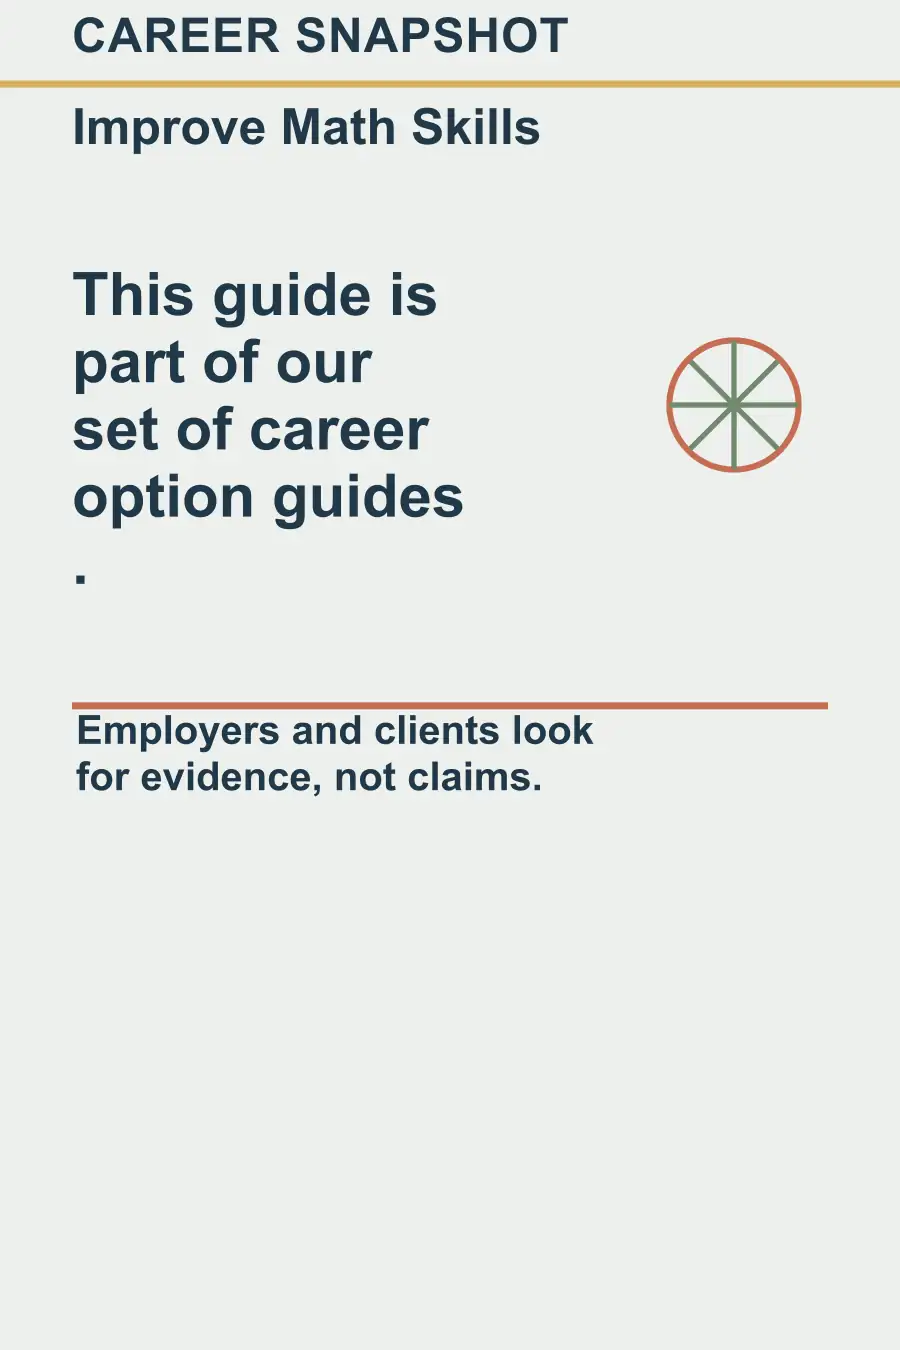 CAREER SNAPSHOT
Improve Math Skills
This guide is
part of our
set of career
option guides
.
Employers and clients look
for evidence, not claims.